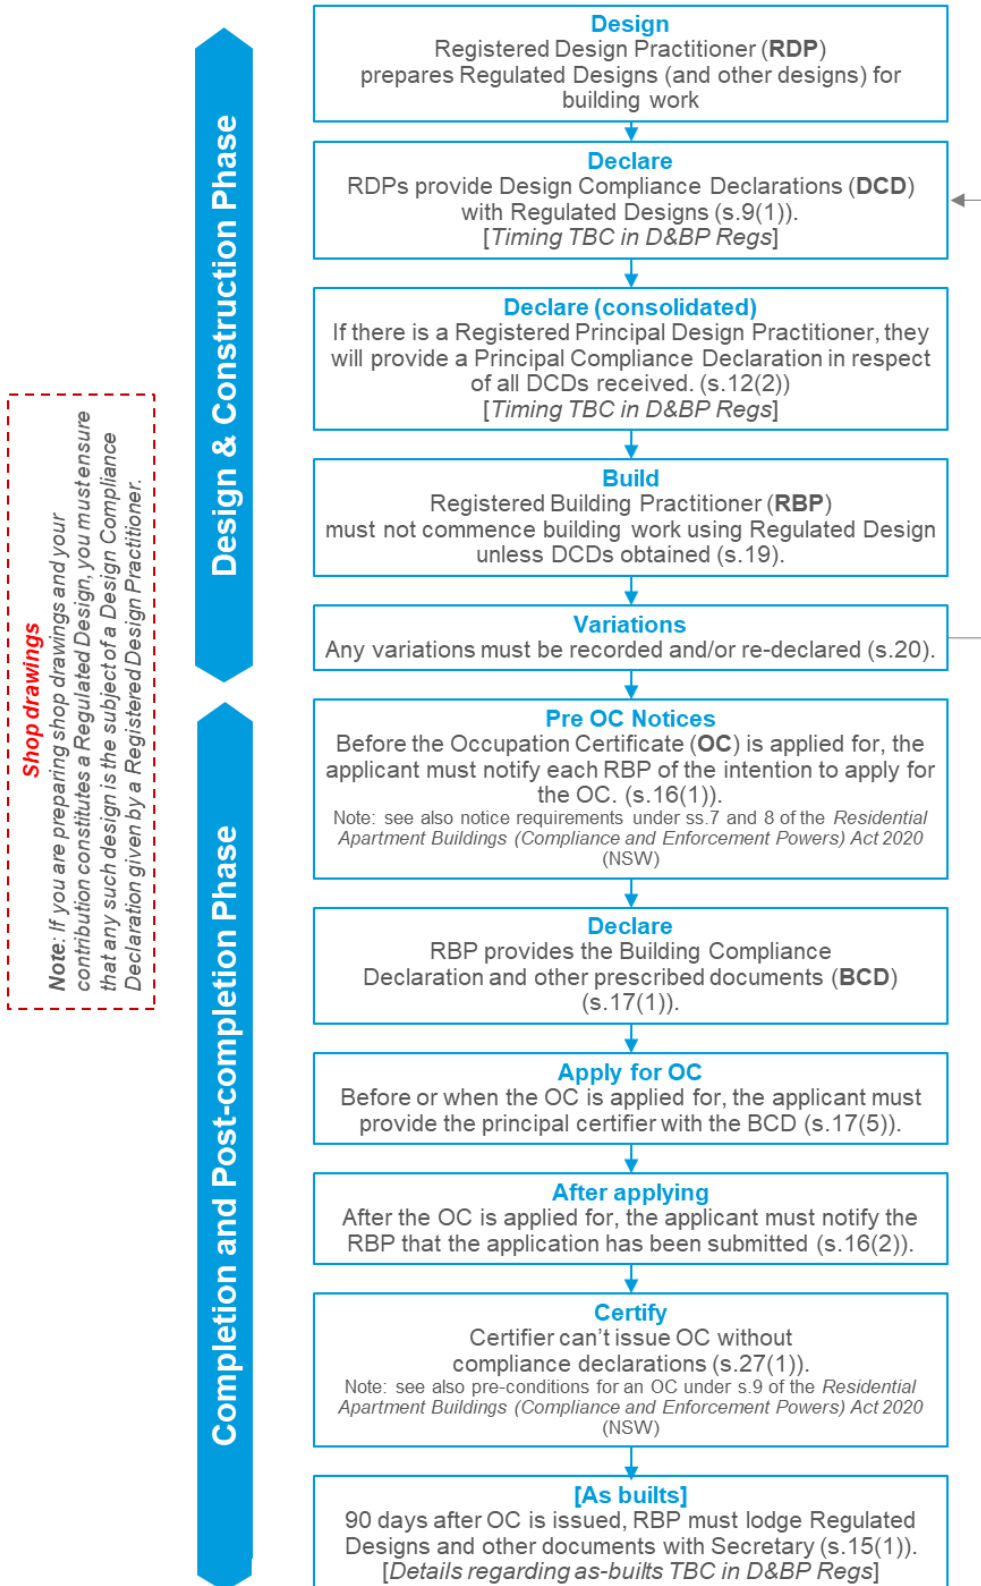 Design
Registered Design Practitioner (RDP)
prepares Regulated Designs (and other designs) for
building work
Declare
RDPs provide Design Compliance Declarations (DCD)
with Regulated Designs (s.9(1)).
[Timing TBC in D&BP Regs]
Declare (consolidated)
If there is a Registered Principal Design Practitioner, they
will provide a Principal Compliance Declaration in respect
of all DCDs received. (s.12(2))
[Timing TBC in D&BP Regs]
Build
Registered Building Practitioner (RBP)
must not commence building work using Regulated Design
unless DCDs obtained (s.19).
Variations
Any variations must be recorded and/or re-declared (s.20).
Design & Construction Phase
Shop drawings
Note: If you are preparing shop drawings and your
contribution constitutes a Regulated Design, you must ensure
that any such design is the subject of a Design Compliance
Declaration given by a Registered Design Practitioner.
Pre OC Notices
Before the Occupation Certificate (OC) is applied for, the
applicant must notify each RBP of the intention to apply for
the OC. (s.16(1)).
Note: see also notice requirements under ss.7 and 8 of the Residential
Apartment Buildings (Compliance and Enforcement Powers) Act 2020
(NSW)
Declare
RBP provides the Building Compliance
Declaration and other prescribed documents (BCD)
(s.17(1)).
Apply for OC
Before or when the OC is applied for, the applicant must
provide the principal certifier with the BCD (s.17(5)).
After applying
After the OC is applied for, the applicant must notify the
RBP that the application has been submitted (s.16(2)).
Certify
Certifier can't issue OC without
compliance declarations (s.27(1)).
Note: see also pre-conditions for an OC under s.9 of the Residential
Apartment Buildings (Compliance and Enforcement Powers) Act 2020
(NSW)
[As builts]
90 days after OC is issued, RBP must lodge Regulated
Designs and other documents with Secretary (s.15(1)).
[Details regarding as-builts TBC in D&BP Regs]
Completion and Post-completion Phase